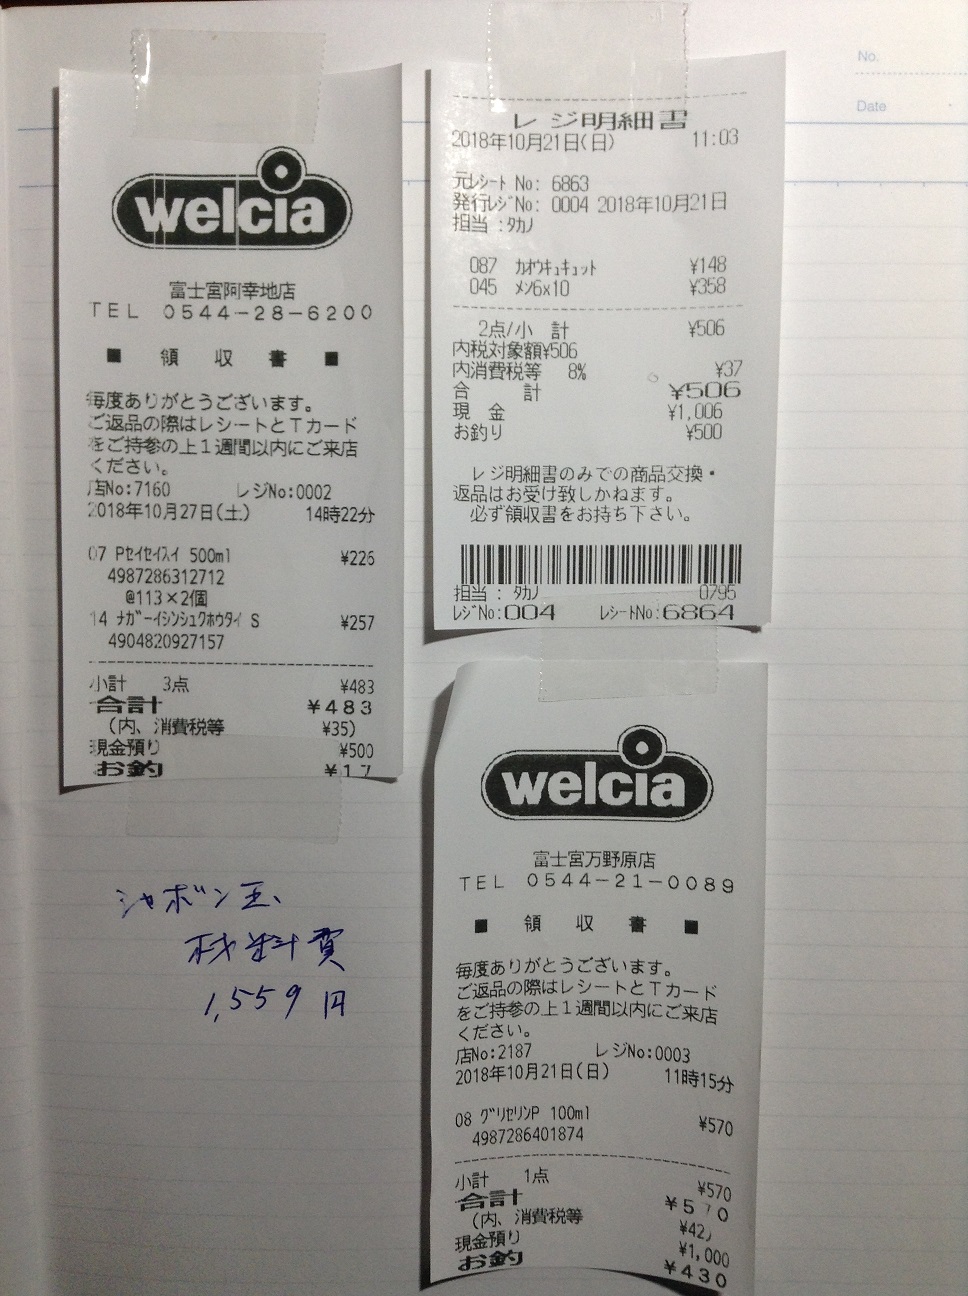 No.
Date
welcia
富士宮阿幸地店
TEL 0544-28-6200
■ 領 収 書 ■
毎度ありがとうございます。
ご返品の際はレシートとTカード
をご持参の上1週間以内にご来店
ください。
店No:7160 レジNo:0002
2018年10月27日(土) 14時22分
07 Pセイセイスイ 500ml ¥226
4987286312712
@113×2個
14 ナガーイシンシュクホウタイ S ¥257
4904820927157
小計 3点 ¥483
合計 ¥483
(内、消費税等 ¥35)
現金預り ¥500
お釣 ¥17
レジ明細書
2018年10月21日(日) 11:03
元レシート No: 6863
発行レジNo: 0004 2018年10月21日
担当 :タカノ
087 カオウキュキュット ¥148
045 メン6x10 ¥358
2点/小 計 ¥506
内税対象額¥506
内消費税等 8% ¥37
合 計 ¥506
現 金 ¥1,006
お釣り ¥500
レジ明細書のみでの商品交換・
返品はお受け致しかねます。
必ず領収書をお持ち下さい。
担当 : タカノ 0795
レジNo:004 レシートNo:6864
welcia
富士宮万野原店
TEL 0544-21-0089
■ 領 収 書 ■
毎度ありがとうございます。
ご返品の際はレシートとTカード
をご持参の上1週間以内にご来店
ください。
店No:2187 レジNo:0003
2018年10月21日(日) 11時15分
08 グリセリンP 100ml ¥570
4987286401874
小計 1点 ¥570
合計 ¥570
(内、消費税等 ¥42)
現金預り ¥1,000
お釣 ¥430
シャボン玉、
材料費
1,559円